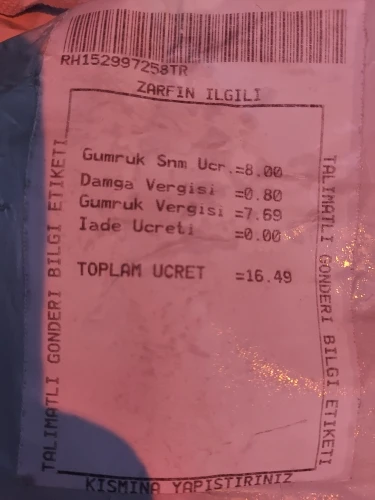 RH152997258TR
ZARFIN ILGILI
Gumruk Snm Ucr.=8.00
Damga Vergisi =0.80
Gumruk Vergisi =7.69
Iade Ucreti =0.00
TOPLAM UCRET =16.49
TALIMATLI GONDERI BILGI ETIKETI
TALIMATLI GONDERI BILGI ETIKETI
KISMINA YAPISTIRINIZ